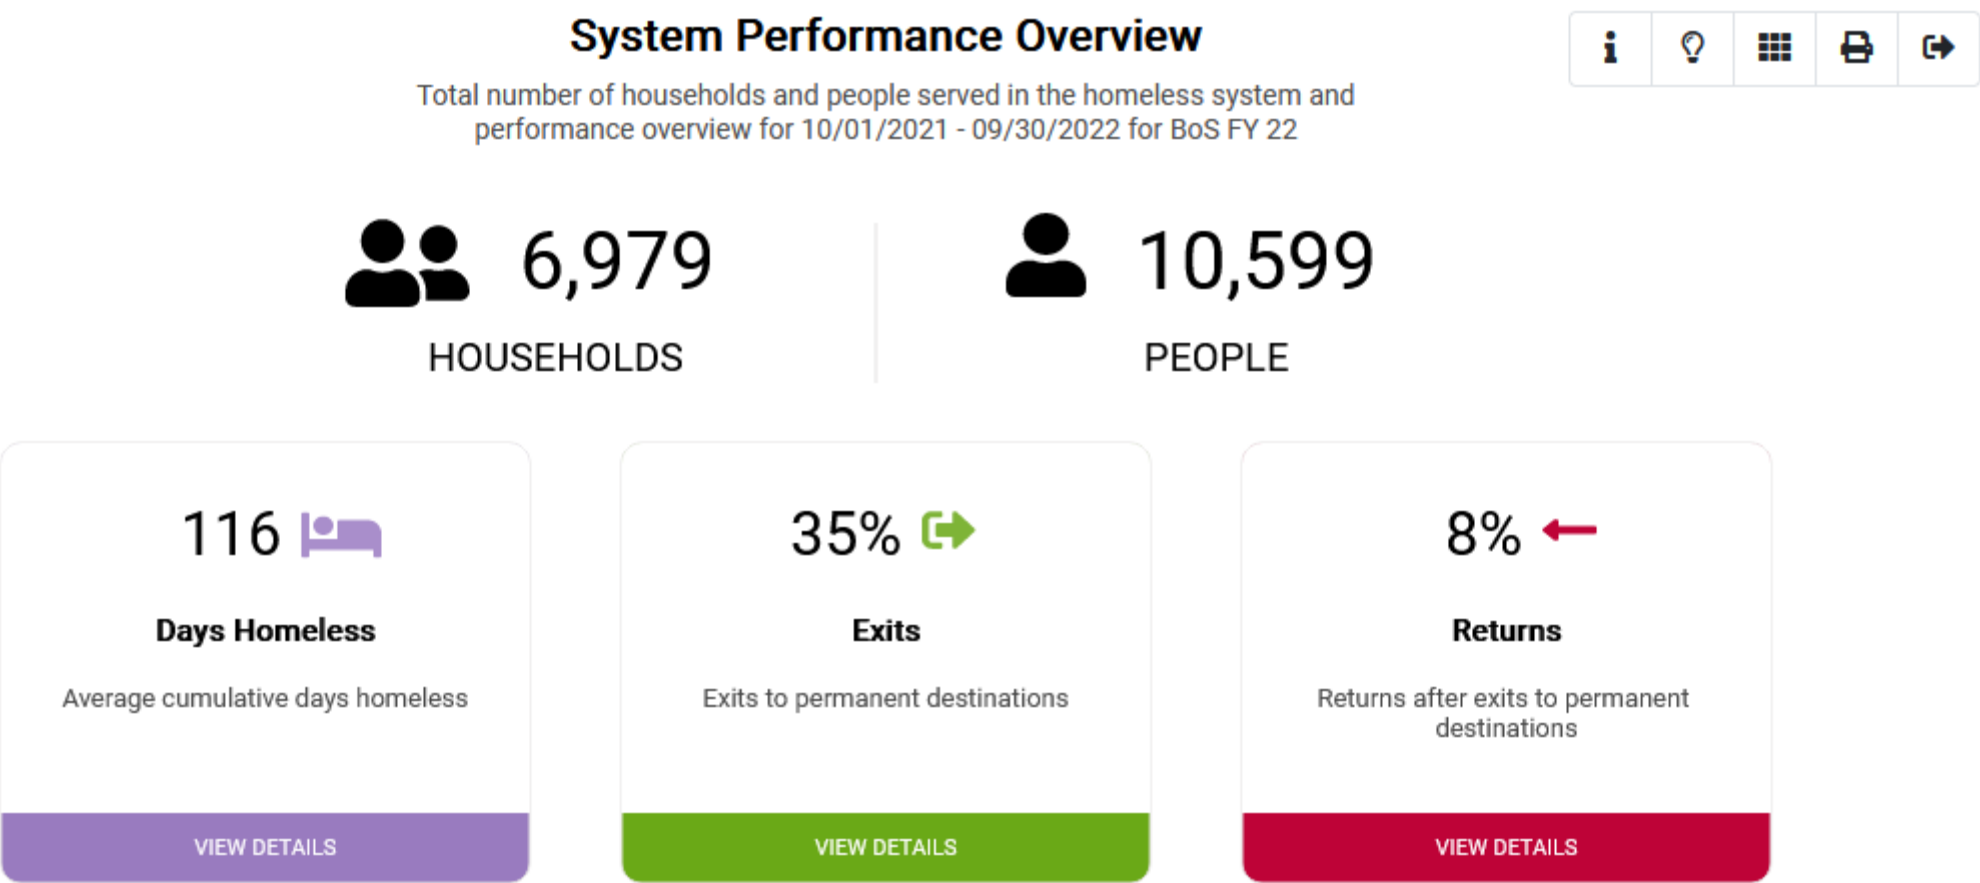 System Performance Overview
Total number of households and people served in the homeless system and
performance overview for 10/01/2021 - 09/30/2022 for BoS FY 22
6,979
HOUSEHOLDS
10,599
PEOPLE
116
Days Homeless
Average cumulative days homeless
VIEW DETAILS
35%
Exits
Exits to permanent destinations
VIEW DETAILS
8%
Returns
Returns after exits to permanent
destinations
VIEW DETAILS